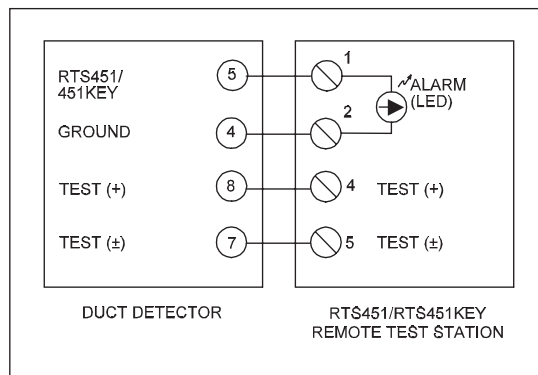 RTS451/ 5 1
451KEY ALARM
(LED)
GROUND 4 2
TEST (+) 8 4 TEST (+)
TEST (±) 7 5 TEST (±)
DUCT DETECTOR RTS451/RTS451KEY
REMOTE TEST STATION